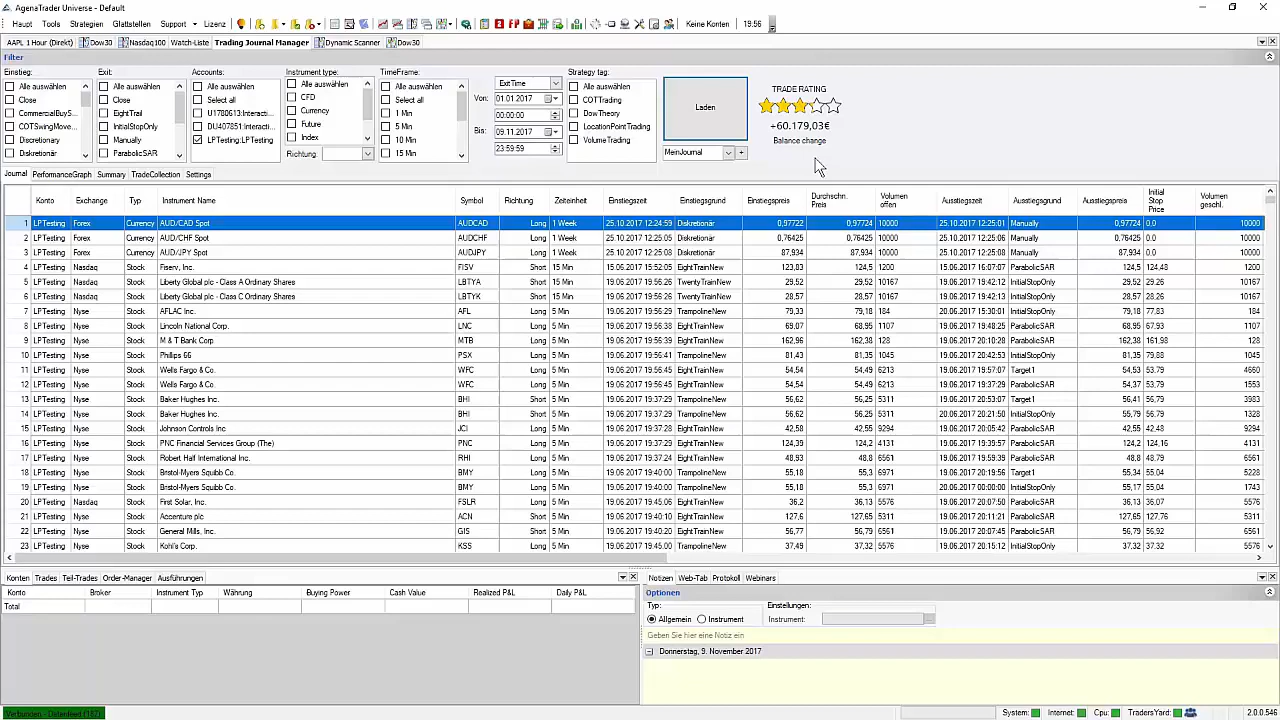 AgenaTrader Universe - Default
Haupt Tools Strategien Glattstellen Support Lizenz Keine Konten 19:56
AAPL 1 Hour (Direkt) Dow30 Nasdaq100 Watch-Liste Trading Journal Manager Dynamic Scanner Dow30
Filter
Einstieg: Exit: Accounts: Instrument type: TimeFrame: Strategy tag:
Alle auswählen Alle auswählen Alle auswählen Alle auswählen Alle auswählen ExitTime Alle auswählen
Close Close Select all CFD Select all Von: 01.01.2017 COTTrading
CommercialBuyS... EightTrail U1780613:Interacti... Currency 1 Min 00:00:00 DowTheory
COTSwingMove... InitialStopOnly DU407851:Interacti... Future 5 Min Bis: 09.11.2017 LocationPointTrading
Discretionary Manually LPTesting:LPTesting Index 10 Min 23:59:59 VolumeTrading
Diskretionär ParabolicSAR Richtung: 15 Min
Laden
MeinJournal +
TRADE RATING
+60.179,03€
Balance change
Journal PerformanceGraph Summary TradeCollection Settings
Konto Exchange Typ Instrument Name Symbol Richtung Zeiteinheit Einstiegszeit Einstiegsgrund Einstiegspreis Durchschn. Preis Volumen offen Ausstiegszeit Ausstiegsgrund Ausstiegspreis Initial Stop Price Volumen geschl.
1 LPTesting Forex Currency AUD/CAD Spot AUDCAD Long 1 Week 25.10.2017 12:24:59 Diskretionär 0,97722 0,97724 10000 25.10.2017 12:25:01 Manually 0,97724 0.0 10000
2 LPTesting Forex Currency AUD/CHF Spot AUDCHF Long 1 Week 25.10.2017 12:25:05 Diskretionär 0,76425 0,76425 10000 25.10.2017 12:25:06 Manually 0,76425 0.0 10000
3 LPTesting Forex Currency AUD/JPY Spot AUDJPY Long 1 Week 25.10.2017 12:25:08 Diskretionär 87,934 87,934 10000 25.10.2017 12:25:08 Manually 87,934 0.0 10000
4 LPTesting Nasdaq Stock Fiserv, Inc. FISV Short 15 Min 15.06.2017 15:52:05 EightTrainNew 123,83 124,5 1200 15.06.2017 16:07:07 ParabolicSAR 124,5 124,48 1200
5 LPTesting Nasdaq Stock Liberty Global plc - Class A Ordinary Shares LBTYA Short 15 Min 19.06.2017 19:56:26 TwentyTrainNew 29,52 29,52 10167 19.06.2017 19:42:12 InitialStopOnly 29,52 29.26 10167
6 LPTesting Nasdaq Stock Liberty Global plc - Class C Ordinary Shares LBTYK Short 15 Min 19.06.2017 19:56:26 TwentyTrainNew 28,57 28,57 10167 19.06.2017 19:42:13 InitialStopOnly 28,57 28.26 10167
7 LPTesting Nyse Stock AFLAC Inc. AFL Long 5 Min 19.06.2017 19:56:29 TrampolineNew 79,33 79,18 184 20.06.2017 15:30:01 InitialStopOnly 79,18 77.83 184
8 LPTesting Nyse Stock Lincoln National Corp. LNC Long 5 Min 19.06.2017 19:56:38 EightTrainNew 69,07 68,95 1107 19.06.2017 19:48:25 ParabolicSAR 68,95 67.93 1107
9 LPTesting Nyse Stock M & T Bank Corp MTB Long 5 Min 19.06.2017 19:56:39 EightTrainNew 162,96 162,38 128 19.06.2017 20:10:28 ParabolicSAR 162,38 161,98 128
10 LPTesting Nyse Stock Phillips 66 PSX Long 5 Min 19.06.2017 19:56:41 TrampolineNew 81,43 81,35 1045 19.06.2017 20:42:53 InitialStopOnly 81,35 79.88 1045
11 LPTesting Nyse Stock Wells Fargo & Co. WFC Long 5 Min 19.06.2017 19:56:45 EightTrainNew 54,54 54,49 6213 19.06.2017 19:57:07 Target1 54,53 53.79 4660
12 LPTesting Nyse Stock Wells Fargo & Co. WFC Long 5 Min 19.06.2017 19:56:45 EightTrainNew 54,54 54,49 6213 19.06.2017 19:37:29 ParabolicSAR 54,37 53.79 1553
13 LPTesting Nyse Stock Baker Hughes Inc. BHI Long 5 Min 19.06.2017 19:37:29 TrampolineNew 56,62 56,25 5311 19.06.2017 20:53:07 Target1 56,41 56.79 3983
14 LPTesting Nyse Stock Baker Hughes Inc. BHI Short 5 Min 19.06.2017 19:37:29 TrampolineNew 56,62 56,25 5311 20.06.2017 20:21:50 InitialStopOnly 55,79 56.79 1328
15 LPTesting Nyse Stock Johnson Controls Inc JCI Short 5 Min 19.06.2017 19:37:29 EightTrainNew 42,58 42,55 9294 19.06.2017 20:05:42 ParabolicSAR 42,55 42,48 9294
16 LPTesting Nyse Stock PNC Financial Services Group (The) PNC Short 5 Min 19.06.2017 19:37:29 EightTrainNew 124,39 124,2 4131 19.06.2017 19:39:57 ParabolicSAR 124,2 124,16 4131
17 LPTesting Nyse Stock Robert Half International Inc. RHI Long 5 Min 19.06.2017 19:37:24 EightTrainNew 48,93 48,8 6561 19.06.2017 19:59:39 ParabolicSAR 48,8 48.79 6561
18 LPTesting Nyse Stock Bristol-Myers Squibb Co. BMY Long 5 Min 19.06.2017 19:40:00 TrampolineNew 55,18 55,3 6971 20.06.2017 20:19:56 Target1 55,34 55.04 5228
19 LPTesting Nyse Stock Bristol-Myers Squibb Co. BMY Long 5 Min 19.06.2017 19:40:00 TrampolineNew 55,18 55,3 6971 20.06.2017 00:00:00 InitialStopOnly 55,17 55.04 1743
20 LPTesting Nasdaq Stock First Solar, Inc. FSLR Long 5 Min 19.06.2017 19:45:06 EightTrainNew 36,2 36,13 5576 19.06.2017 20:07:50 ParabolicSAR 36,13 36,07 5576
21 LPTesting Nyse Stock Accenture plc ACN Short 5 Min 19.06.2017 19:40:10 EightTrainNew 127,6 127,65 5311 19.06.2017 20:11:21 ParabolicSAR 127,65 127.76 5311
22 LPTesting Nyse Stock General Mills, Inc. GIS Short 5 Min 19.06.2017 19:40:20 EightTrainNew 56,77 56,79 6561 19.06.2017 20:07:45 ParabolicSAR 56,79 56.92 6561
23 LPTesting Nyse Stock Kohl's Corp. KSS Long 5 Min 19.06.2017 19:45:00 TrampolineNew 37,49 37,32 5576 19.06.2017 20:15:12 InitialStopOnly 37,32 37.32 5576
Konten Trades Teil-Trades Order-Manager Ausführungen
Konto Broker Instrument Typ Währung Buying Power Cash Value Realized P&L Daily P&L
Total
Notizen Web-Tab Protokoll Webinars
Optionen
Typ: Einstellungen:
Allgemein Instrument Instrument: ...
Geben Sie hier eine Notiz ein
Donnerstag, 9. November 2017
Verbunden - Datenfeed (182) System: Internet: Cpu: TradersYard: 2.0.0.546